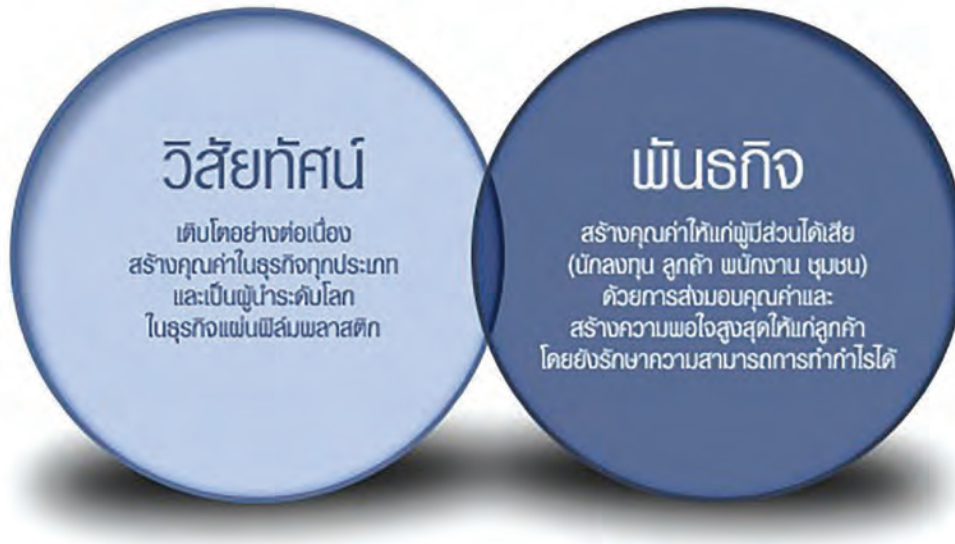 วิสัยทัศน์
เติบโตอย่างต่อเนื่อง
สร้างคุณค่าในธุรกิจทุกประเภท
และเป็นผู้นำระดับโลก
ในธุรกิจแผ่นฟิล์มพลาสติก
พันธกิจ
สร้างคุณค่าให้แก่ผู้มีส่วนได้เสีย
(นักลงทุน ลูกค้า พนักงาน ชุมชน)
ด้วยการส่งมอบคุณค่าและ
สร้างความพอใจสูงสุดให้แก่ลูกค้า
โดยยังรักษาความสามารถการทำกำไรได้